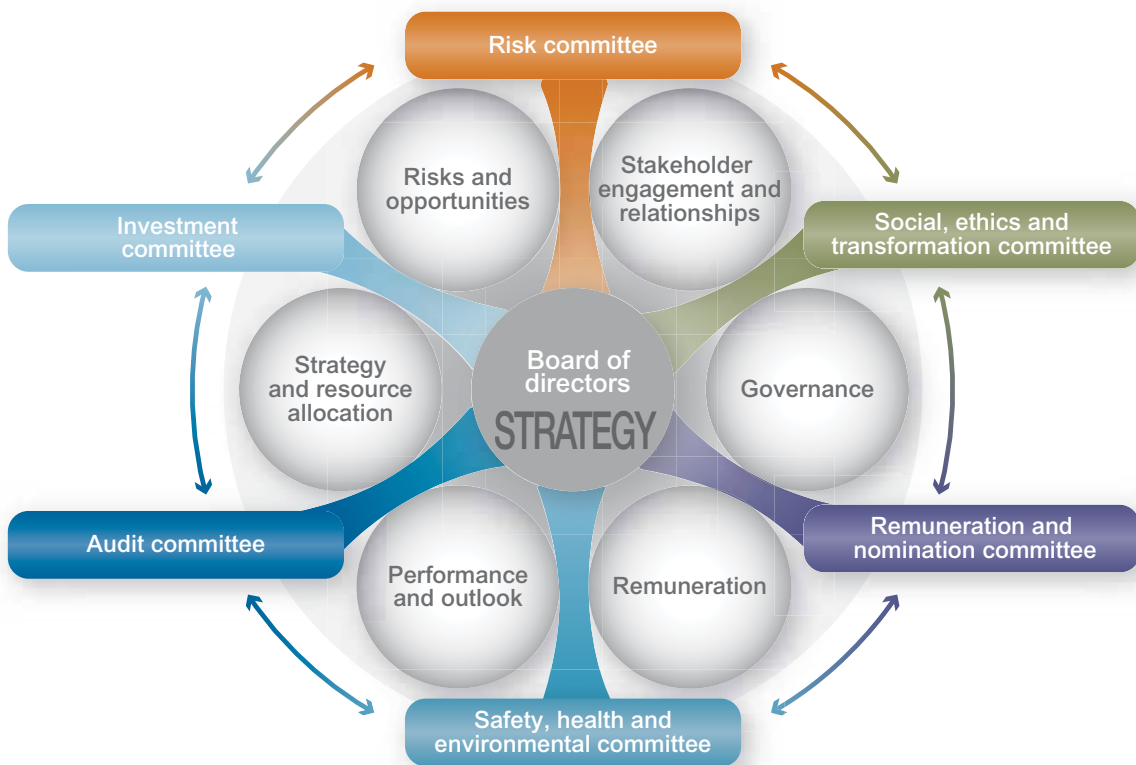 Risk committee
Risks and
opportunities
Stakeholder
engagement and
relationships
Investment
committee
Social, ethics and
transformation committee
Strategy
and resource
allocation
Board of
directors
STRATEGY
Governance
Audit committee
Remuneration and
nomination committee
Performance
and outlook
Remuneration
Safety, health and
environmental committee